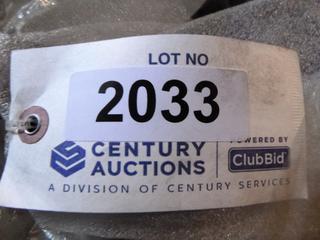 LOT NO
2033
CENTURY AUCTIONS
POWERED BY
ClubBid
A DIVISION OF CENTURY SERVICES